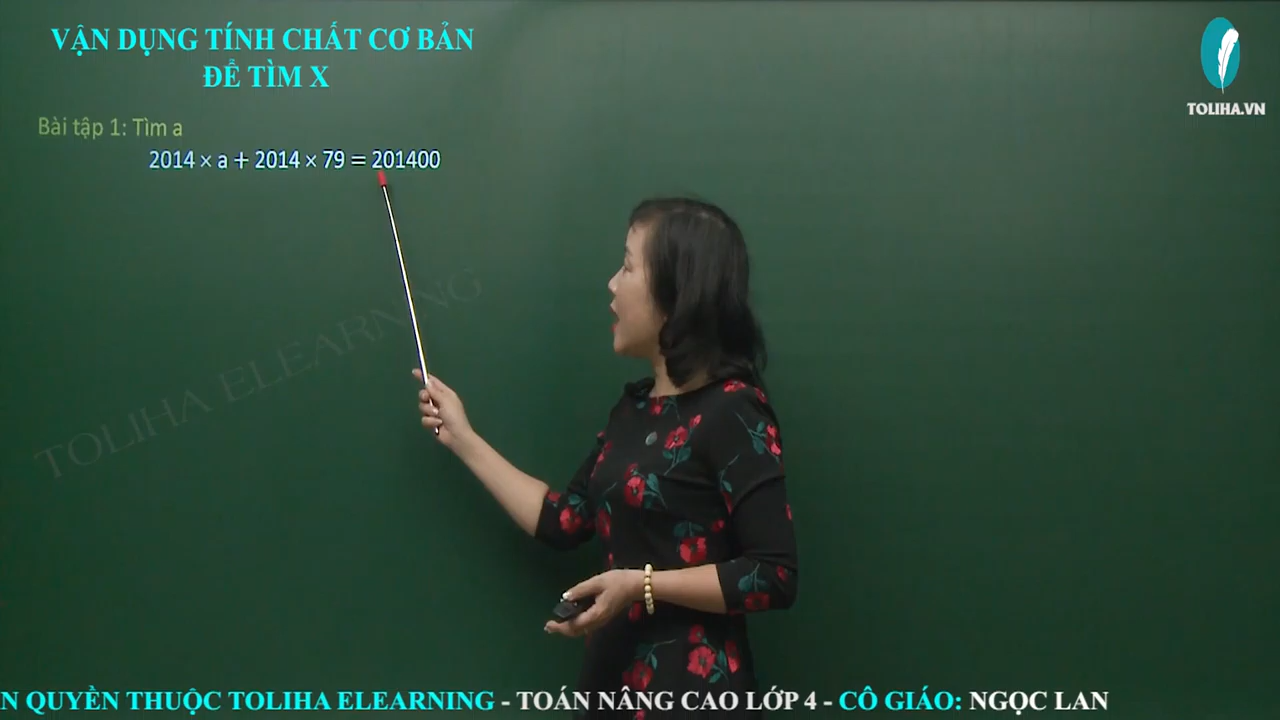 VẬN DỤNG TÍNH CHẤT CƠ BẢN
ĐỂ TÌM X
TOLIHA.VN
Bài tập 1: Tìm a
2014 × a + 2014 × 79 = 201400
TOLIHA ELEARNING
N QUYỀN THUỘC TOLIHA ELEARNING - TOÁN NÂNG CAO LỚP 4 - CÔ GIÁO: NGỌC LAN